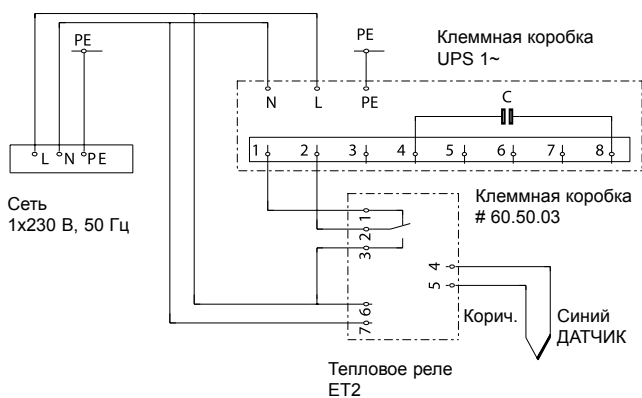 PE
PE
Клеммная коробка
UPS 1~
N L PE
C
L N PE
1 2 3 4 5 6 7 8
Сеть
1x230 В, 50 Гц
Клеммная коробка
# 60.50.03
1
2
3
4
5
6
7
Корич.
Синий
ДАТЧИК
Тепловое реле
ET2